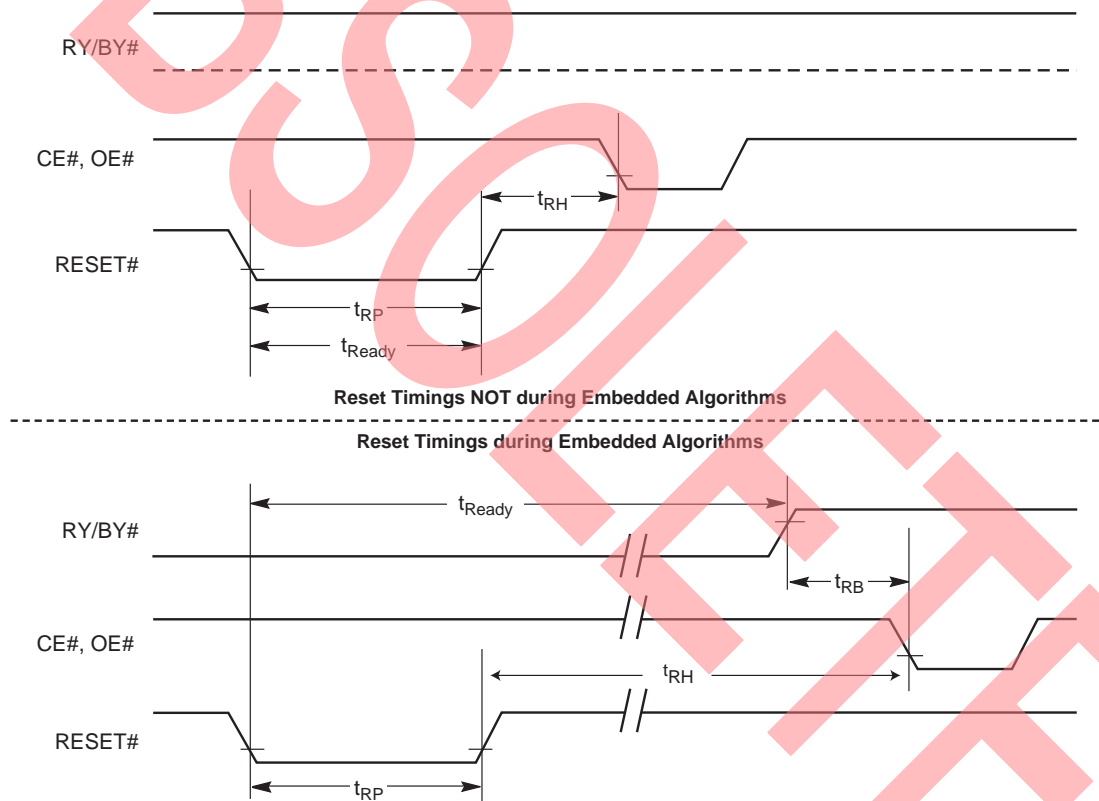 RY/BY#
CE#, OE#
tRH
RESET#
tRP
tReady
Reset Timings NOT during Embedded Algorithms
Reset Timings during Embedded Algorithms
tReady
RY/BY#
tRB
CE#, OE#
tRH
RESET#
tRP